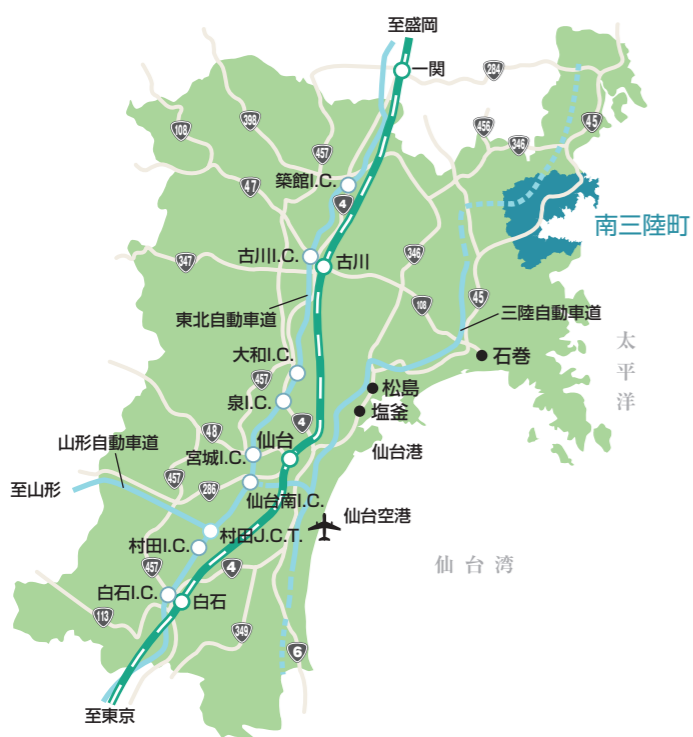 至盛岡
一関
284
45
398
456
108
346
457
築館I.C.
47
4
南三陸町
古川I.C.
古川
347
346
45
108
東北自動車道
三陸自動車道
太平洋
大和I.C.
石巻
457
松島
泉I.C.
塩釜
4
48
山形自動車道
仙台
宮城I.C.
仙台港
457
至山形
286
仙台南I.C.
仙台空港
村田J.C.T.
村田I.C.
仙台湾
457
4
白石I.C.
白石
113
349
6
至東京